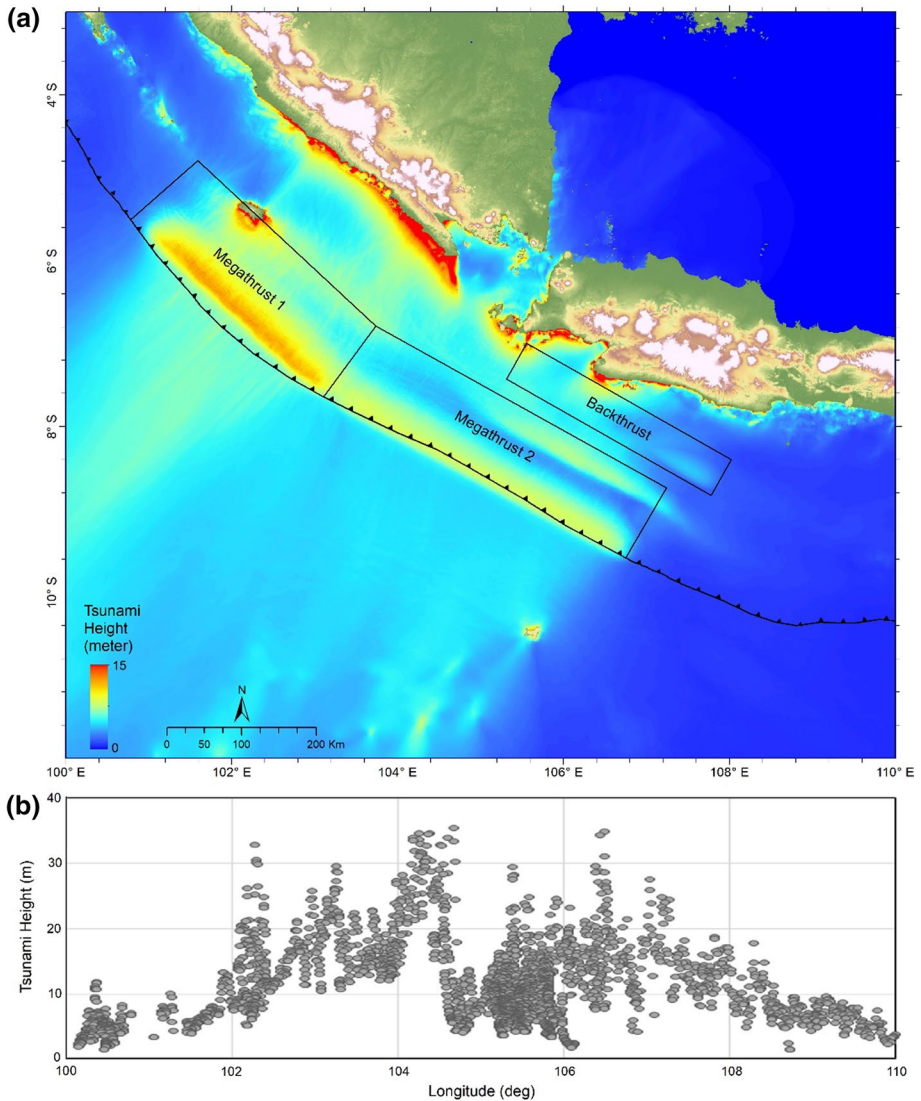 (a)
4° S
6° S
8° S
10° S
Megathrust 1
Megathrust 2
Backthrust
Tsunami
Height
(meter)
15
0
N
0 50 100 200 Km
100° E 102° E 104° E 106° E 108° E 110° E
(b)
Tsunami Height (m)
40
30
20
10
0
100 102 104 106 108 110
Longitude (deg)